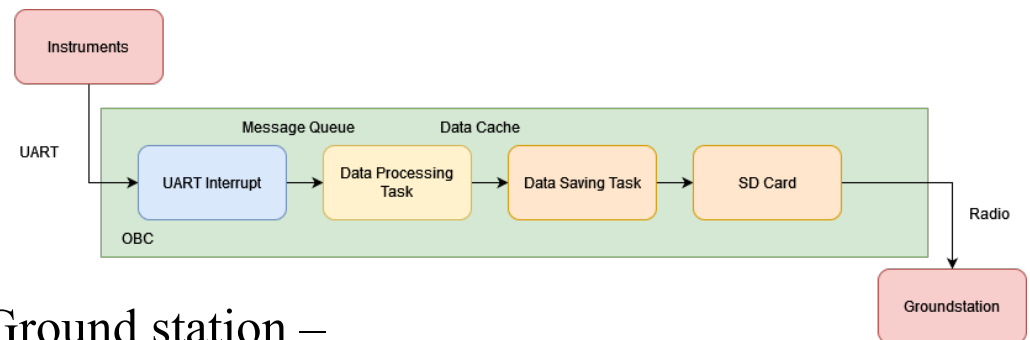 Instruments
Message Queue
Data Cache
UART
UART Interrupt
Data Processing
Task
Data Saving Task
SD Card
Radio
OBC
Groundstation
Ground station –